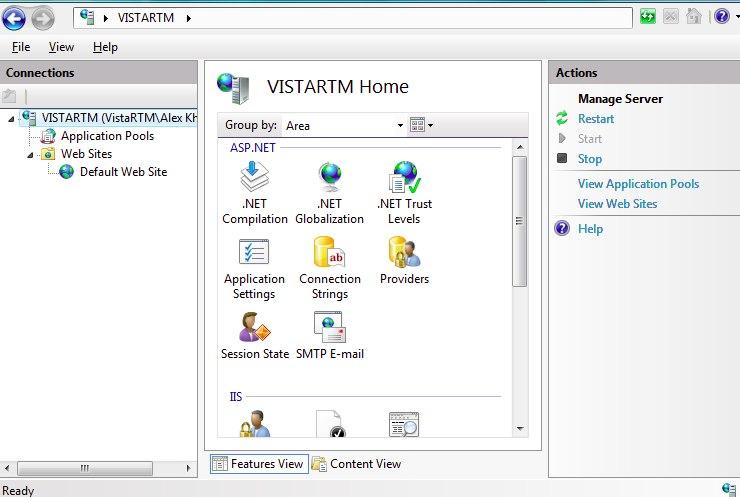 VISTARTM
File View Help
Connections
VISTARTM (VistaRTM\Alex Kh
Application Pools
Web Sites
Default Web Site
VISTARTM Home
Group by: Area
ASP.NET
.NET Compilation
.NET Globalization
.NET Trust Levels
Application Settings
Connection Strings
Providers
Session State
SMTP E-mail
IIS
Features View
Content View
Actions
Manage Server
Restart
Start
Stop
View Application Pools
View Web Sites
Help
Ready